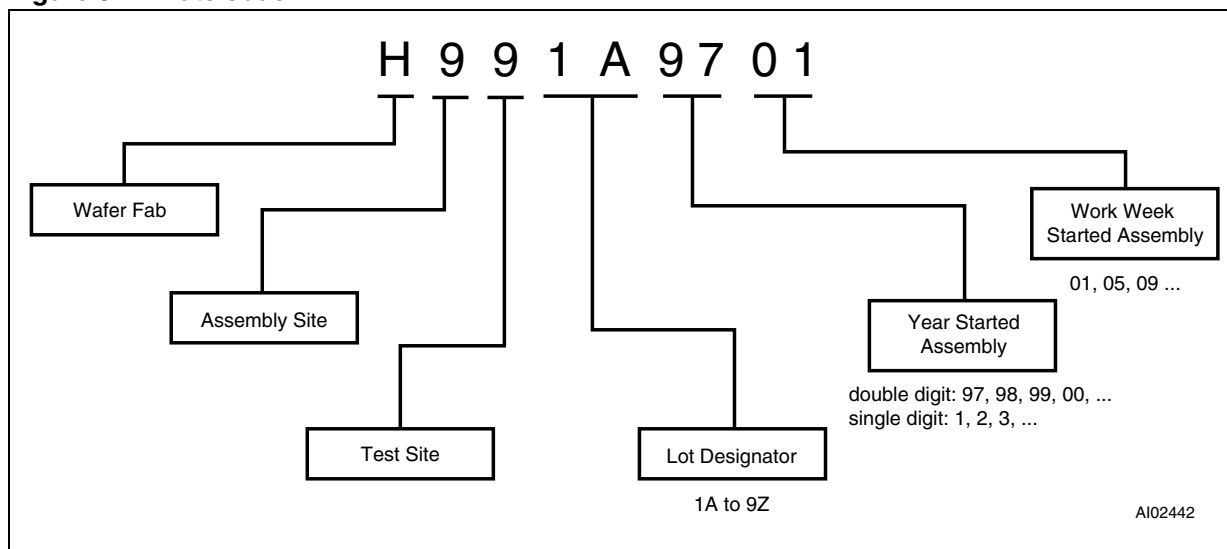 H 9 9 1 A 9 7 0 1
Wafer Fab
Assembly Site
Test Site
Lot Designator
1A to 9Z
Year Started
Assembly
double digit: 97, 98, 99, 00, ...
single digit: 1, 2, 3, ...
Work Week
Started Assembly
01, 05, 09 ...
AI02442